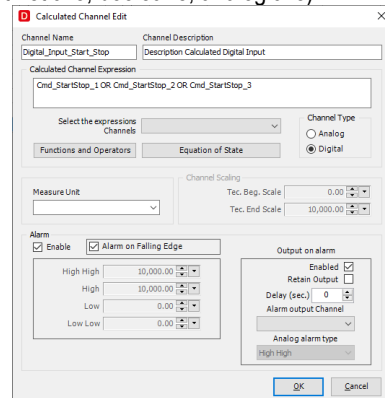 Calculated Channel Edit
Channel Name
Channel Description
Digital_Input_Start_Stop
Description Calculated Digital Input
Calculated Channel Expression
Cmd_StartStop_1 OR Cmd_StartStop_2 OR Cmd_StartStop_3
Select the expressions
Channels
Channel Type
Analog
Digital
Functions and Operators
Equation of State
Channel Scaling
Measure Unit
Tec. Beg. Scale
0.00
Tec. End Scale
10,000.00
Alarm
Enable
Alarm on Falling Edge
High High
10,000.00
High
10,000.00
Low
0.00
Low Low
0.00
Output on alarm
Enabled
Retain Output
Delay (sec.)
0
Alarm output Channel
Analog alarm type
High High
OK
Cancel